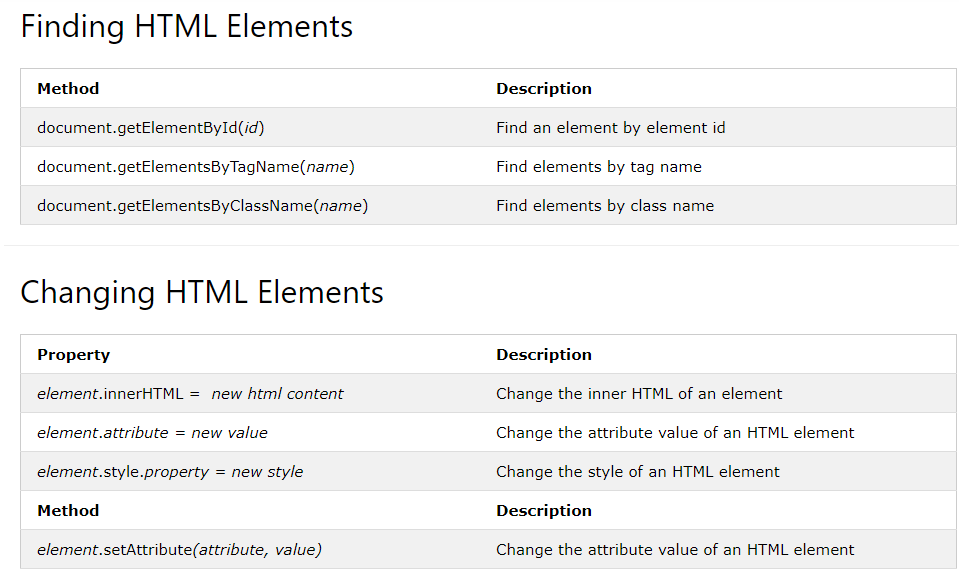 Finding HTML Elements
Method Description
document.getElementById(id) Find an element by element id
document.getElementsByTagName(name) Find elements by tag name
document.getElementsByClassName(name) Find elements by class name
Changing HTML Elements
Property Description
element.innerHTML =  new html content Change the inner HTML of an element
element.attribute = new value Change the attribute value of an HTML element
element.style.property = new style Change the style of an HTML element
Method Description
element.setAttribute(attribute, value) Change the attribute value of an HTML element